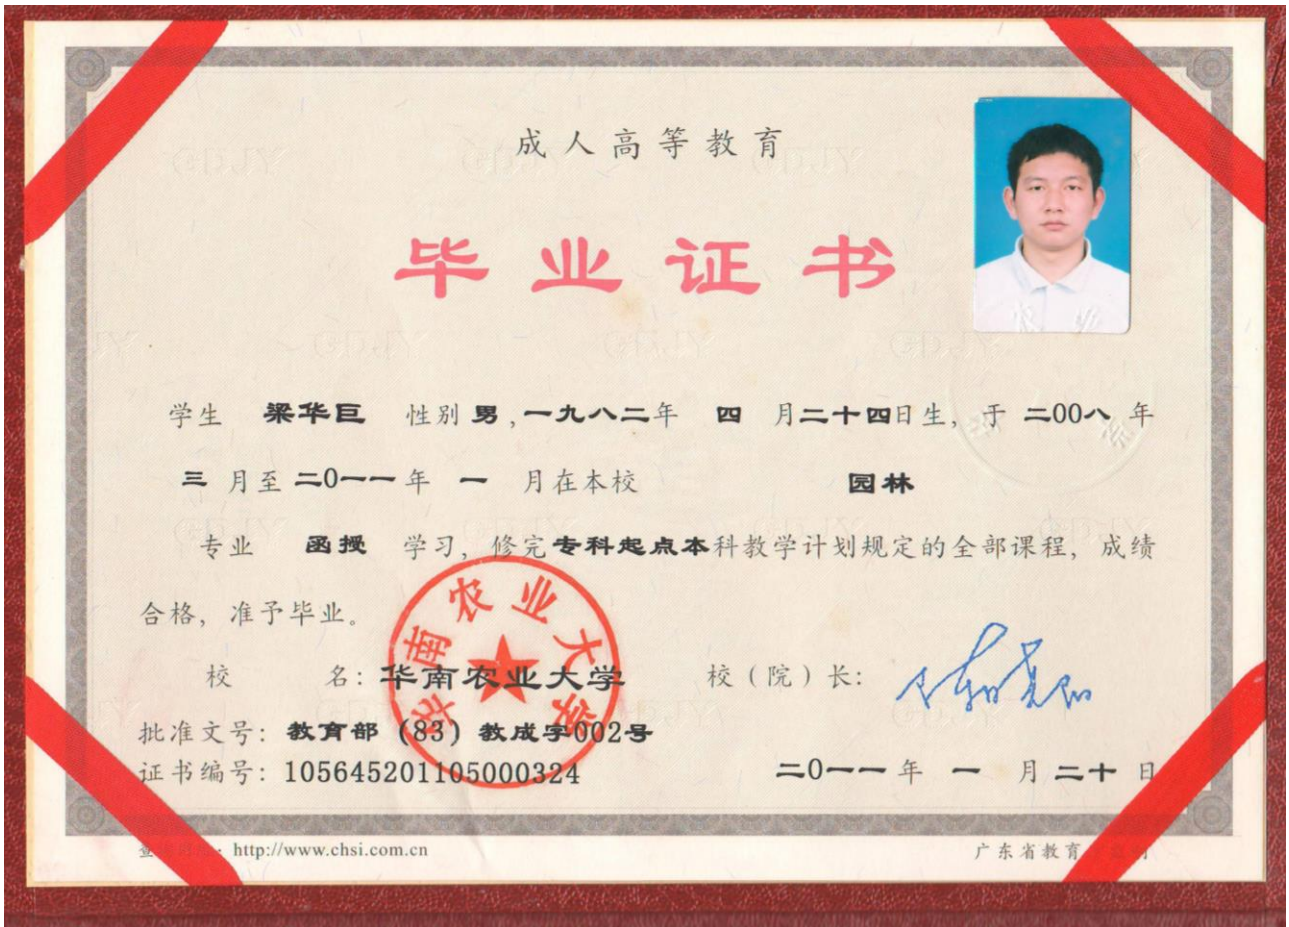 成人高等教育
毕业证书
学生 梁华巨 性别 男,一九八二年 四 月二十四日生,于 二00八 年
三 月至 二0一一年 一 月在本校 园林
专业 函授 学习,修完专科起点本科教学计划规定的全部课程,成绩
合格,准予毕业。
华南农业大学
校 名:华南农业大学 校(院)长:
批准文号:教育部(83)教成字002号
证书编号:105645201105000324 二0一一年 一 月二十日
http://www.chsi.com.cn 广东省教育